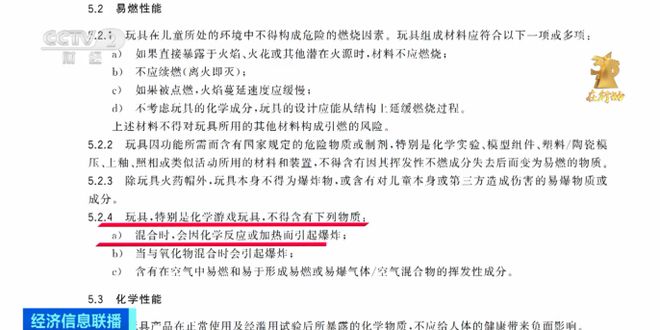 5.2 易燃性能
CCTV 2
财经
5.2.1 玩具在儿童所处的环境中不得构成危险的燃烧因素。玩具组成材料应符合以下一项或多项:
a) 如果直接暴露于火焰、火花或其他潜在火源时,材料不应燃烧;
b) 不应续燃(离火即灭);
c) 如果被点燃,火焰蔓延速度应缓慢;
d) 不考虑玩具的化学成分,玩具的设计应能从结构上延缓燃烧过程。
上述材料不得对玩具所用的其他材料构成引燃的风险。
5.2.2 玩具因功能所需而含有国家规定的危险物质或制剂,特别是化学实验、模型组件、塑料/陶瓷模
压、上釉、照相或类似活动所用的材料和装置,不得含有因其挥发性不燃成分失去后而变为易燃的物质。
5.2.3 除玩具火药帽外,玩具本身不得为爆炸物,或含有对儿童本身或第三方造成伤害的易爆物质或
成分。
5.2.4 玩具,特别是化学游戏玩具,不得含有下列物质:
a) 混合时,会因化学反应或加热而引起爆炸;
b) 当与氧化物混合时会引起爆炸;
c) 含有在空气中易燃和易于形成易燃或易爆气体/空气混合物的挥发性成分。
5.3 化学性能
经济信息联播
玩具产品在正常使用及滥用试验后所暴露的化学物质,不应给人体的健康带来负面影响。